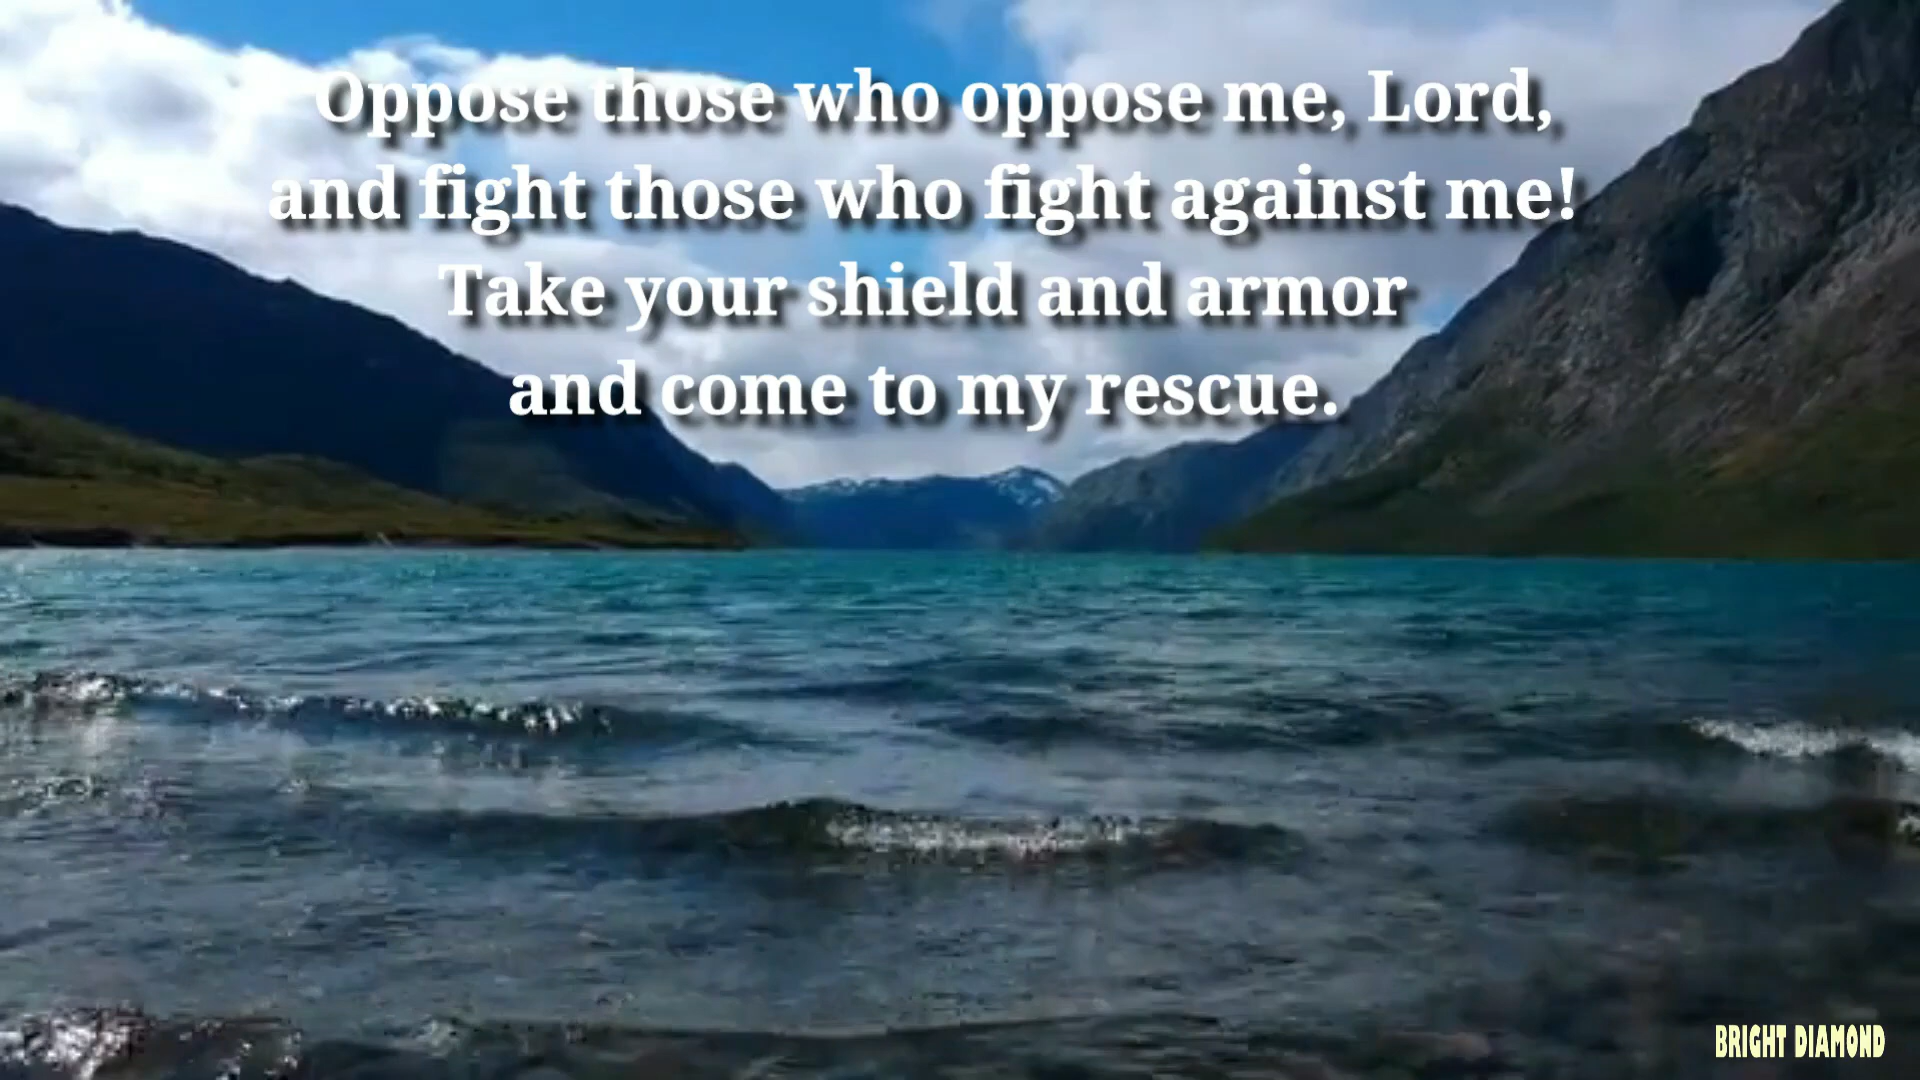 Oppose those who oppose me, Lord,
and fight those who fight against me!
Take your shield and armor
and come to my rescue.
BRIGHT DIAMOND